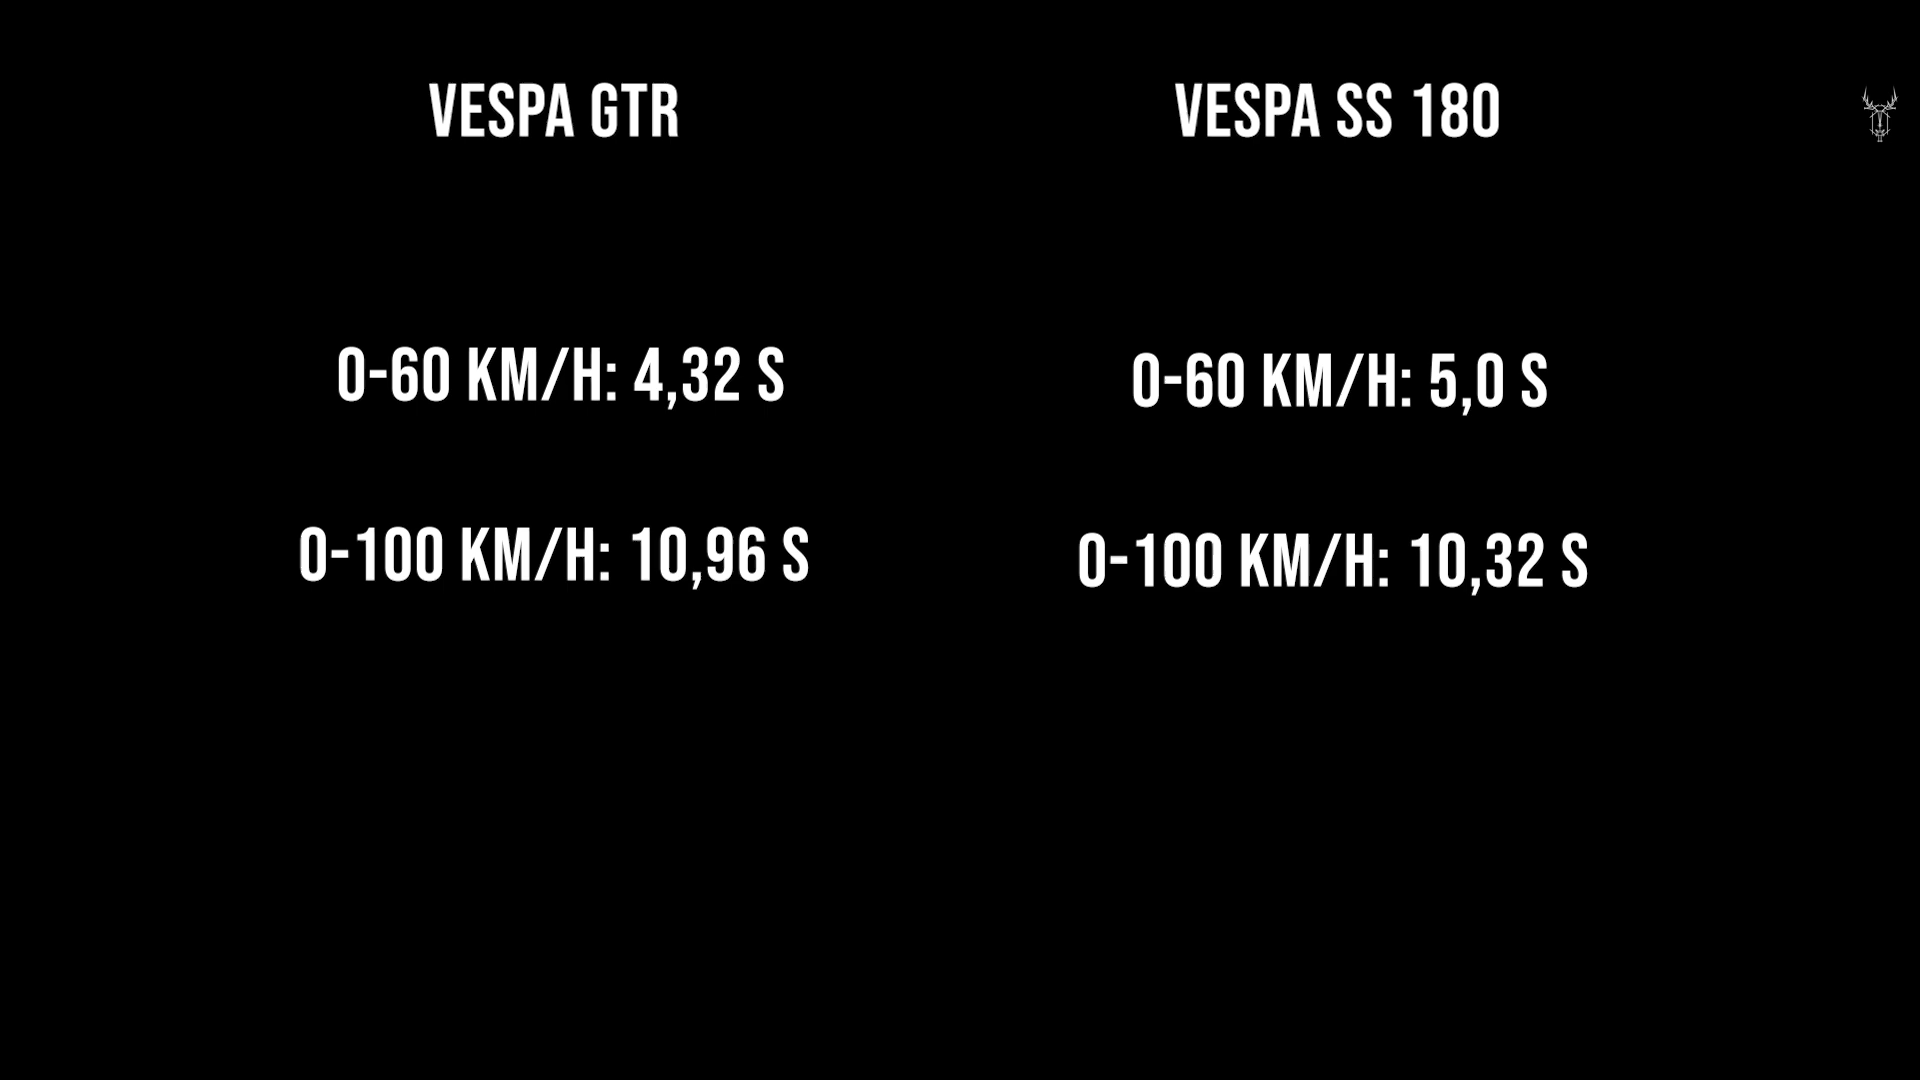 VESPA GTR
VESPA SS 180
0-60 KM/H: 4,32 S
0-60 KM/H: 5,0 S
0-100 KM/H: 10,96 S
0-100 KM/H: 10,32 S